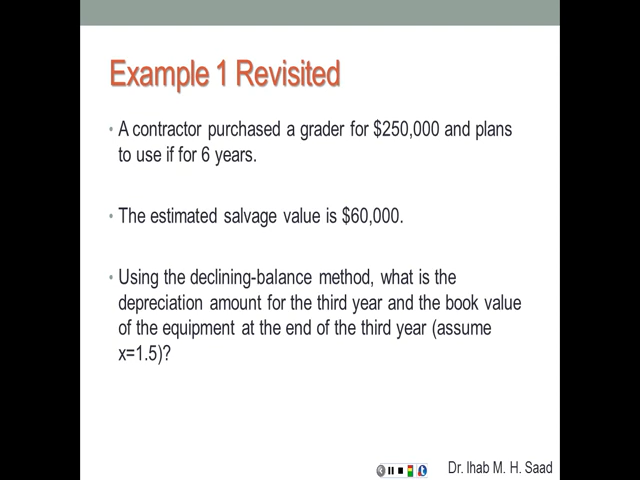 Example 1 Revisited
• A contractor purchased a grader for $250,000 and plans
to use if for 6 years.
• The estimated salvage value is $60,000.
• Using the declining-balance method, what is the
depreciation amount for the third year and the book value
of the equipment at the end of the third year (assume
x=1.5)?
Dr. Ihab M. H. Saad